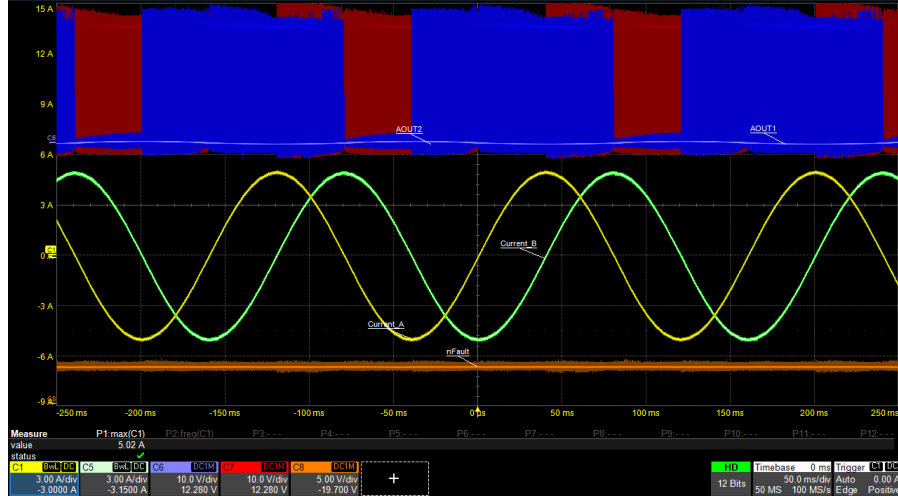 15 A
12 A
9 A
C6
AOUT2
AOUT1
6 A
3 A
C1
0 A
Current_B
-3 A
Current_A
nFault
-6 A
-9 A
-250 ms -200 ms -150 ms -100 ms -50 ms 0 s 50 ms 100 ms 150 ms 200 ms 250 ms
Measure P1:max(C1) P2:freq(C1) P3:- - - P4:- - - P5:- - - P6:- - - P7:- - - P8:- - - P9:- - - P10:- - - P11:- - - P12:- - -
value 5.02 A
status
C1 BwL DC C5 BwL DC C6 DC1M C7 DC1M C8 DC1M HD Timebase 0 ms Trigger C1 DC
3.00 A/div 3.00 A/div 10.0 V/div 10.0 V/div 5.00 V/div + 12 Bits 50.0 ms/div Auto 0.00 A
-3.0000 A -3.1500 A 12.280 V 12.280 V -19.700 V 50 MS 100 MS/s Edge Positive